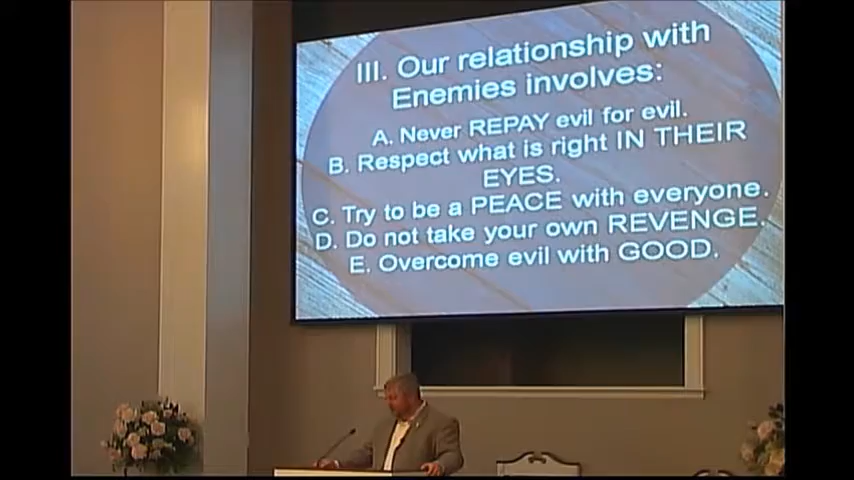 III. Our relationship with
Enemies involves:
A. Never REPAY evil for evil.
B. Respect what is right IN THEIR
EYES.
C. Try to be a PEACE with everyone.
D. Do not take your own REVENGE.
E. Overcome evil with GOOD.